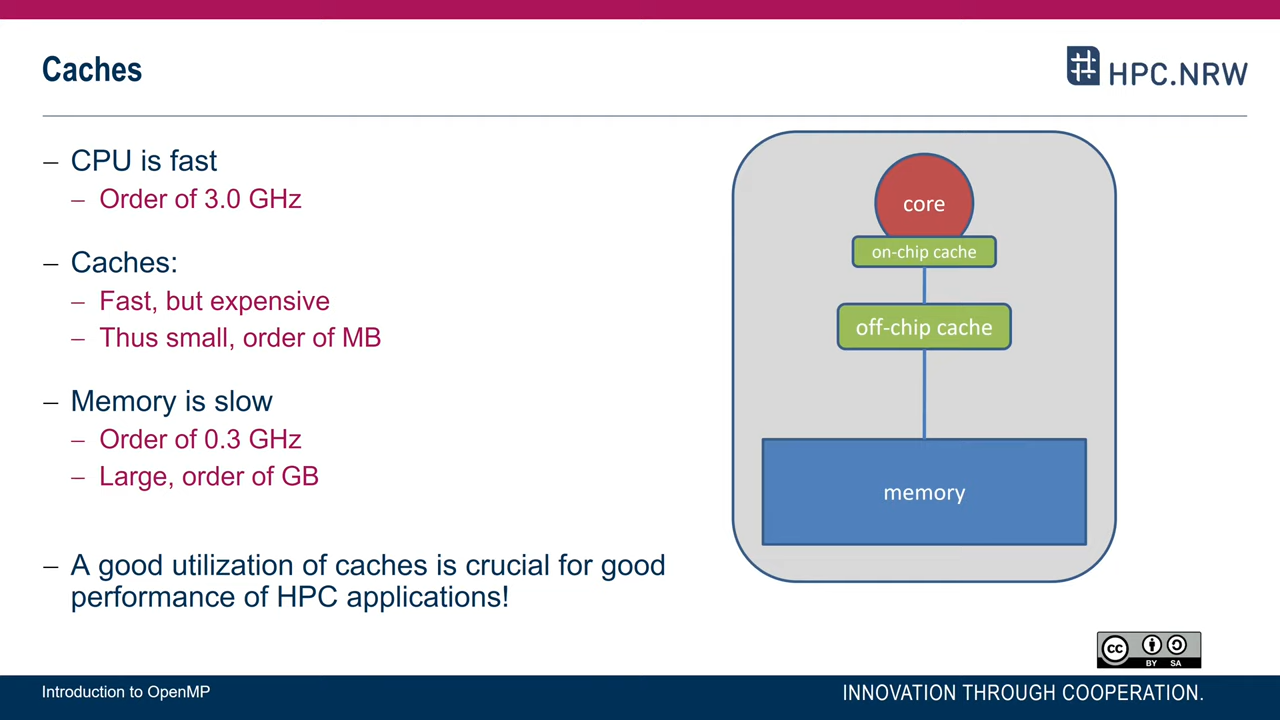 Caches
HPC.NRW
– CPU is fast
– Order of 3.0 GHz
– Caches:
– Fast, but expensive
– Thus small, order of MB
– Memory is slow
– Order of 0.3 GHz
– Large, order of GB
– A good utilization of caches is crucial for good
performance of HPC applications!
core
on-chip cache
off-chip cache
memory
cc
BY SA
Introduction to OpenMP
INNOVATION THROUGH COOPERATION.